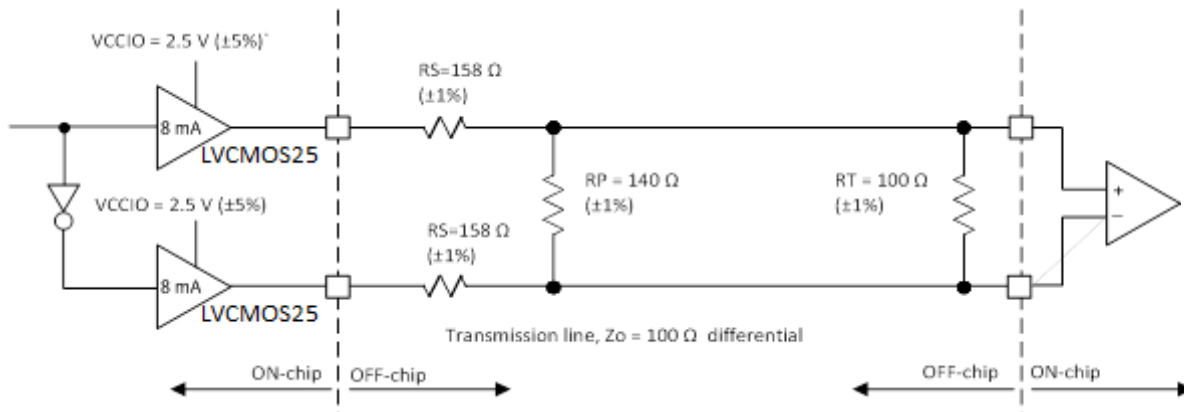 VCCIO = 2.5 V (±5%)`
RS=158 Ω
(±1%)
8 mA
LVCMOS25
RP = 140 Ω
(±1%)
RT = 100 Ω
(±1%)
+
−
VCCIO = 2.5 V (±5%)
RS=158 Ω
(±1%)
8 mA
LVCMOS25
Transmission line, Zo = 100 Ω differential
ON-chip
OFF-chip
OFF-chip
ON-chip